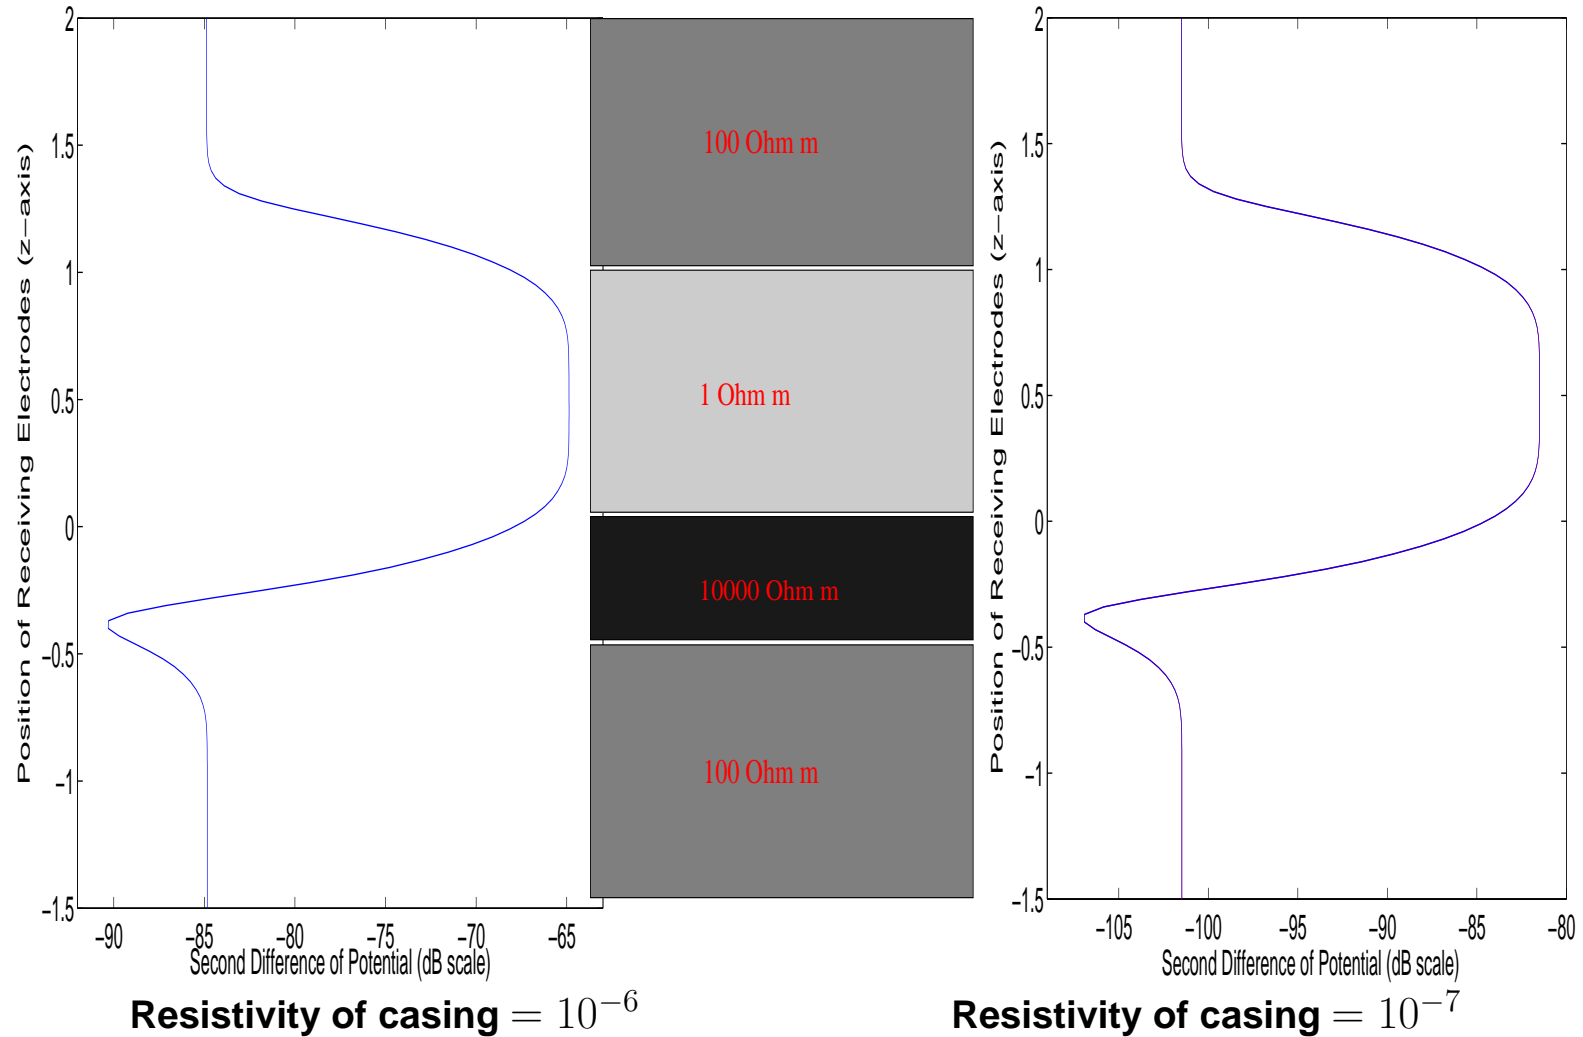 Position of Receiving Electrodes (z−axis)
2
1.5
1
0.5
0
−0.5
−1
−1.5
−90 −85 −80 −75 −70 −65
Second Difference of Potential (dB scale)
Resistivity of casing = 10⁻⁶
100 Ohm m
1 Ohm m
10000 Ohm m
100 Ohm m
Position of Receiving Electrodes (z−axis)
2
1.5
1
0.5
0
−0.5
−1
−1.5
−105 −100 −95 −90 −85 −80
Second Difference of Potential (dB scale)
Resistivity of casing = 10⁻⁷